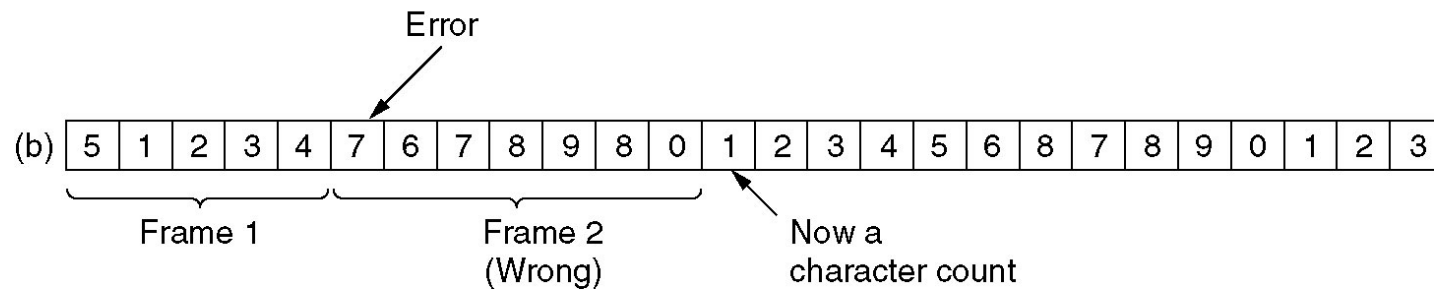 Error
(b) 5 1 2 3 4 7 6 7 8 9 8 0 1 2 3 4 5 6 8 7 8 9 0 1 2 3
Frame 1
Frame 2
(Wrong)
Now a
character count